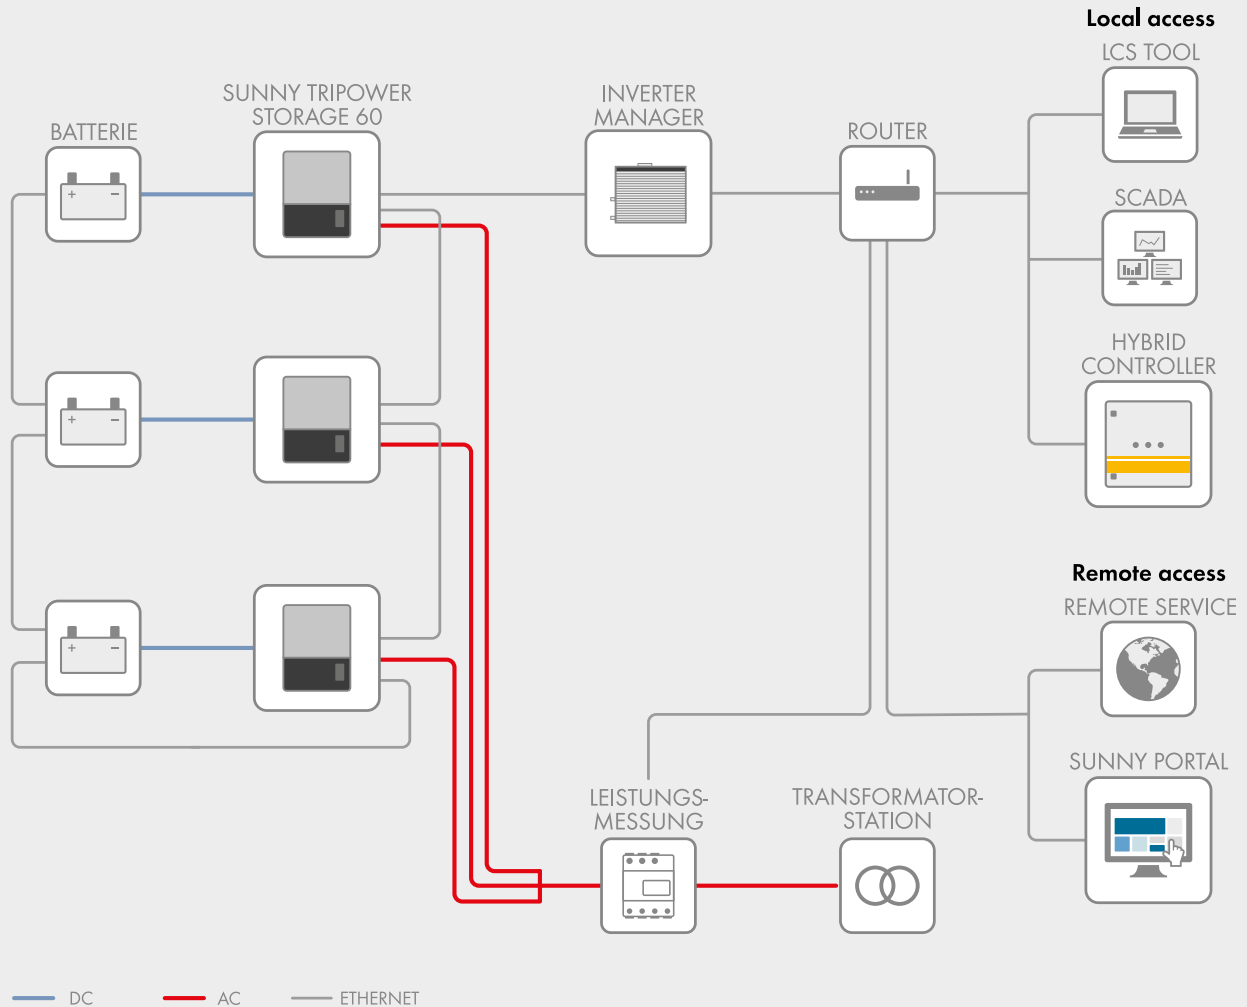 Local access
LCS TOOL
SUNNY TRIPOWER
STORAGE 60
INVERTER
MANAGER
BATTERIE
ROUTER
SCADA
HYBRID
CONTROLLER
Remote access
REMOTE SERVICE
SUNNY PORTAL
LEISTUNGS-
MESSUNG
TRANSFORMATOR-
STATION
DC
AC
ETHERNET